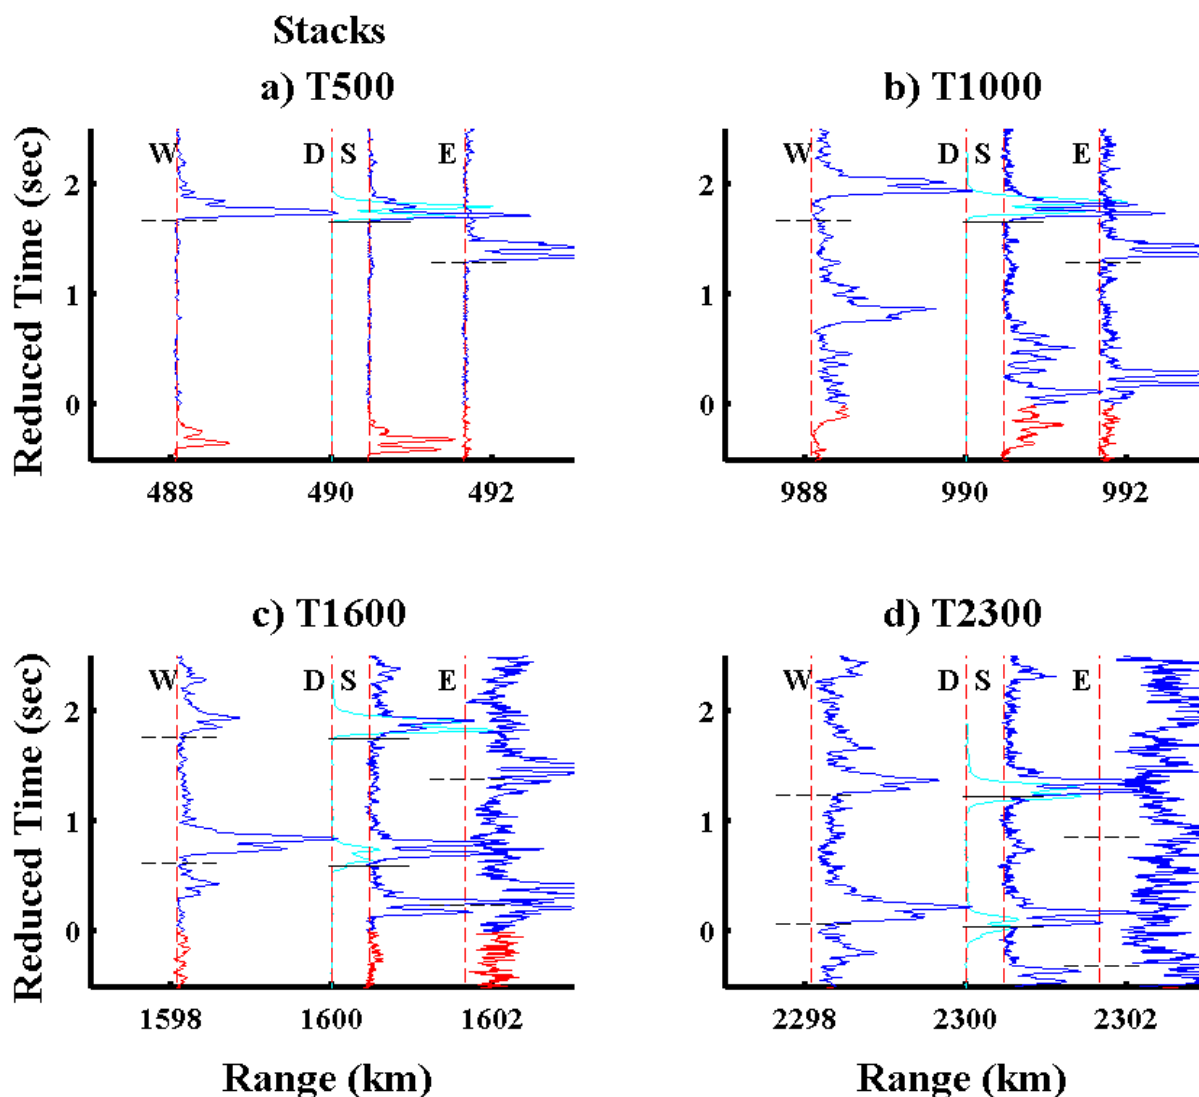 Stacks
a) T500
b) T1000
Reduced Time (sec)
W D S E
W D S E
2
1
0
2
1
0
488 490 492
988 990 992
c) T1600
d) T2300
Reduced Time (sec)
W D S E
W D S E
2
1
0
2
1
0
1598 1600 1602
2298 2300 2302
Range (km)
Range (km)